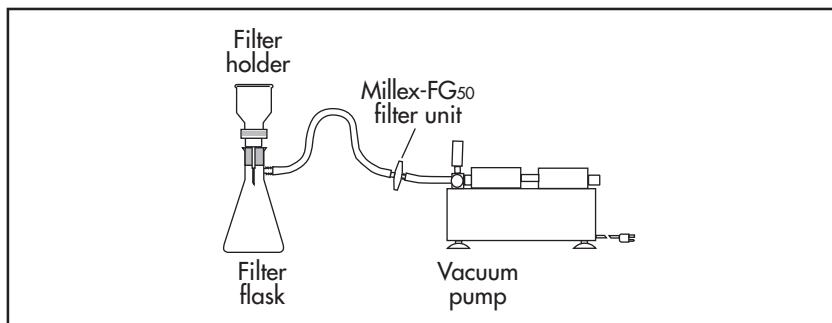 Filter
holder
Millex-FG50
filter unit
Filter
flask
Vacuum
pump